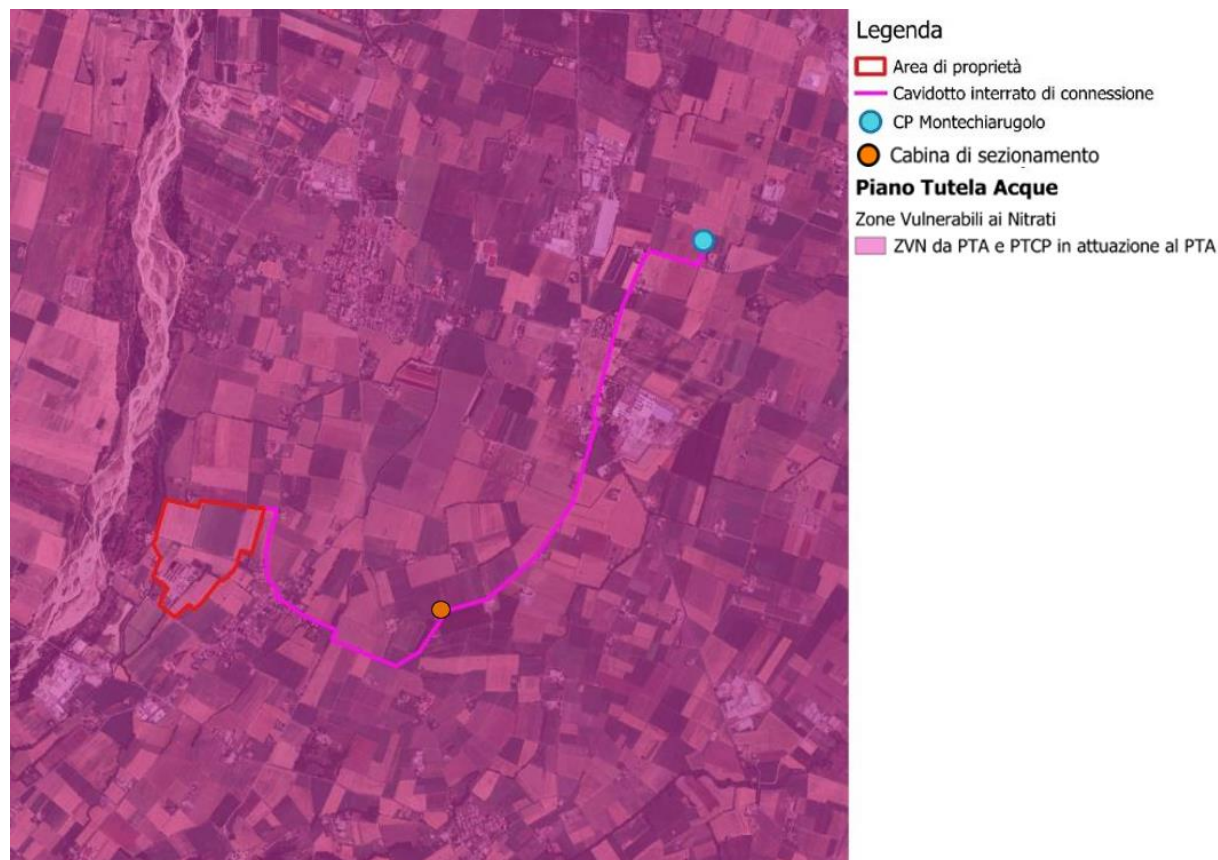 Legenda
Area di proprietà
Cavidotto interrato di connessione
CP Montechiarugolo
Cabina di sezionamento
Piano Tutela Acque
Zone Vulnerabili ai Nitrati
ZVN da PTA e PTCP in attuazione al PTA